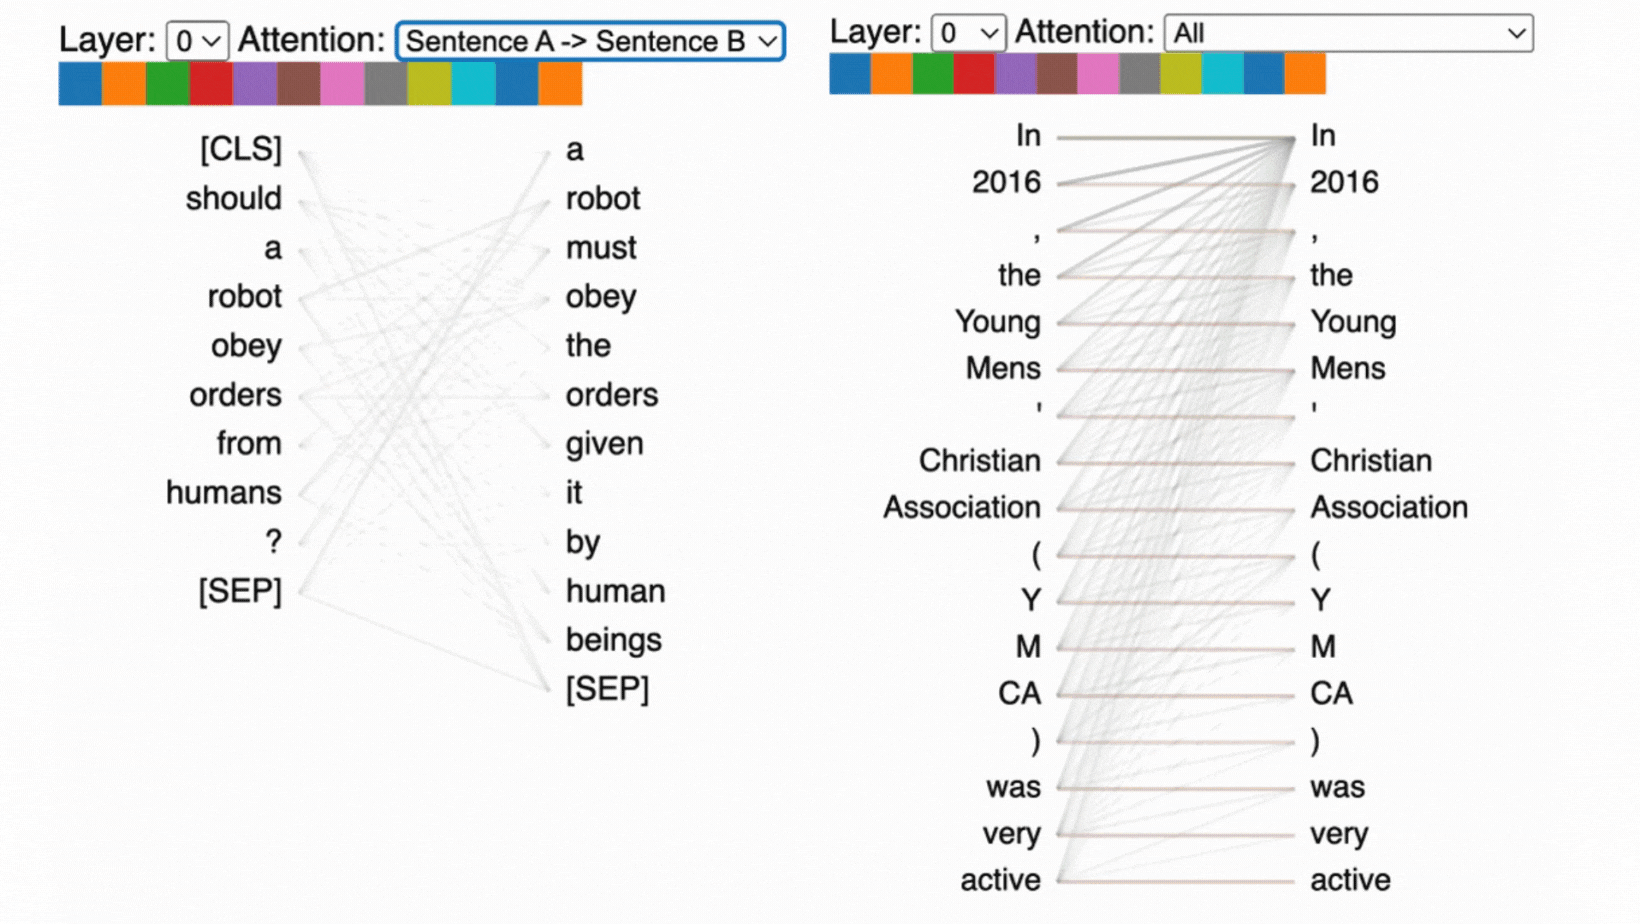 Layer: 0 Attention: Sentence A -> Sentence B
[CLS] a
should robot
a must
robot obey
obey the
orders orders
from given
humans it
? by
[SEP] human
beings
[SEP]
Layer: 0 Attention: All
In In
2016 2016
, ,
the the
Young Young
Mens Mens
' '
Christian Christian
Association Association
( (
Y Y
M M
CA CA
) )
was was
very very
active active